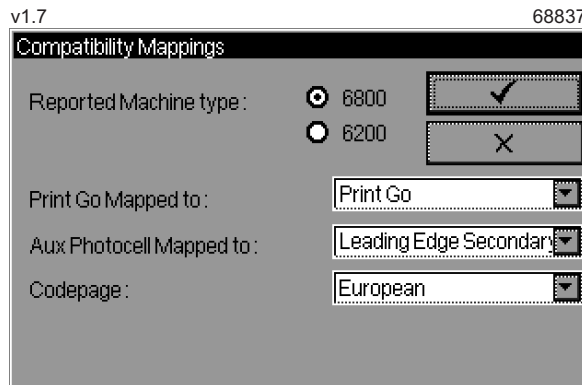 v1.7 68837
Compatibility Mappings
Reported Machine type : 6800
6200
Print Go Mapped to : Print Go
Aux Photocell Mapped to : Leading Edge Secondary
Codepage : European